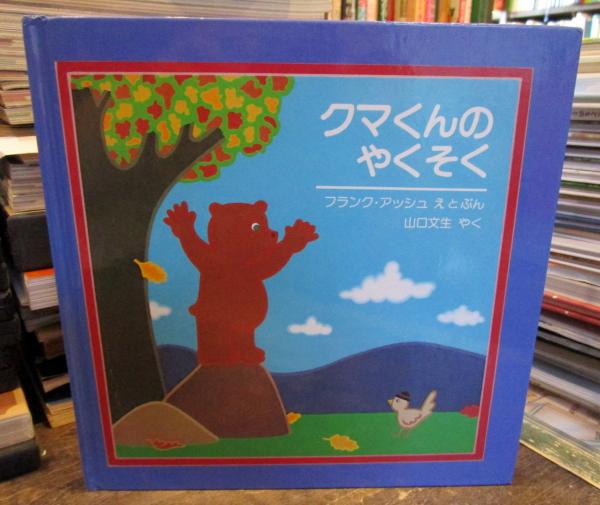 クマくんの
やくそく
フランク・アッシュ えとぶん
山口文生 やく